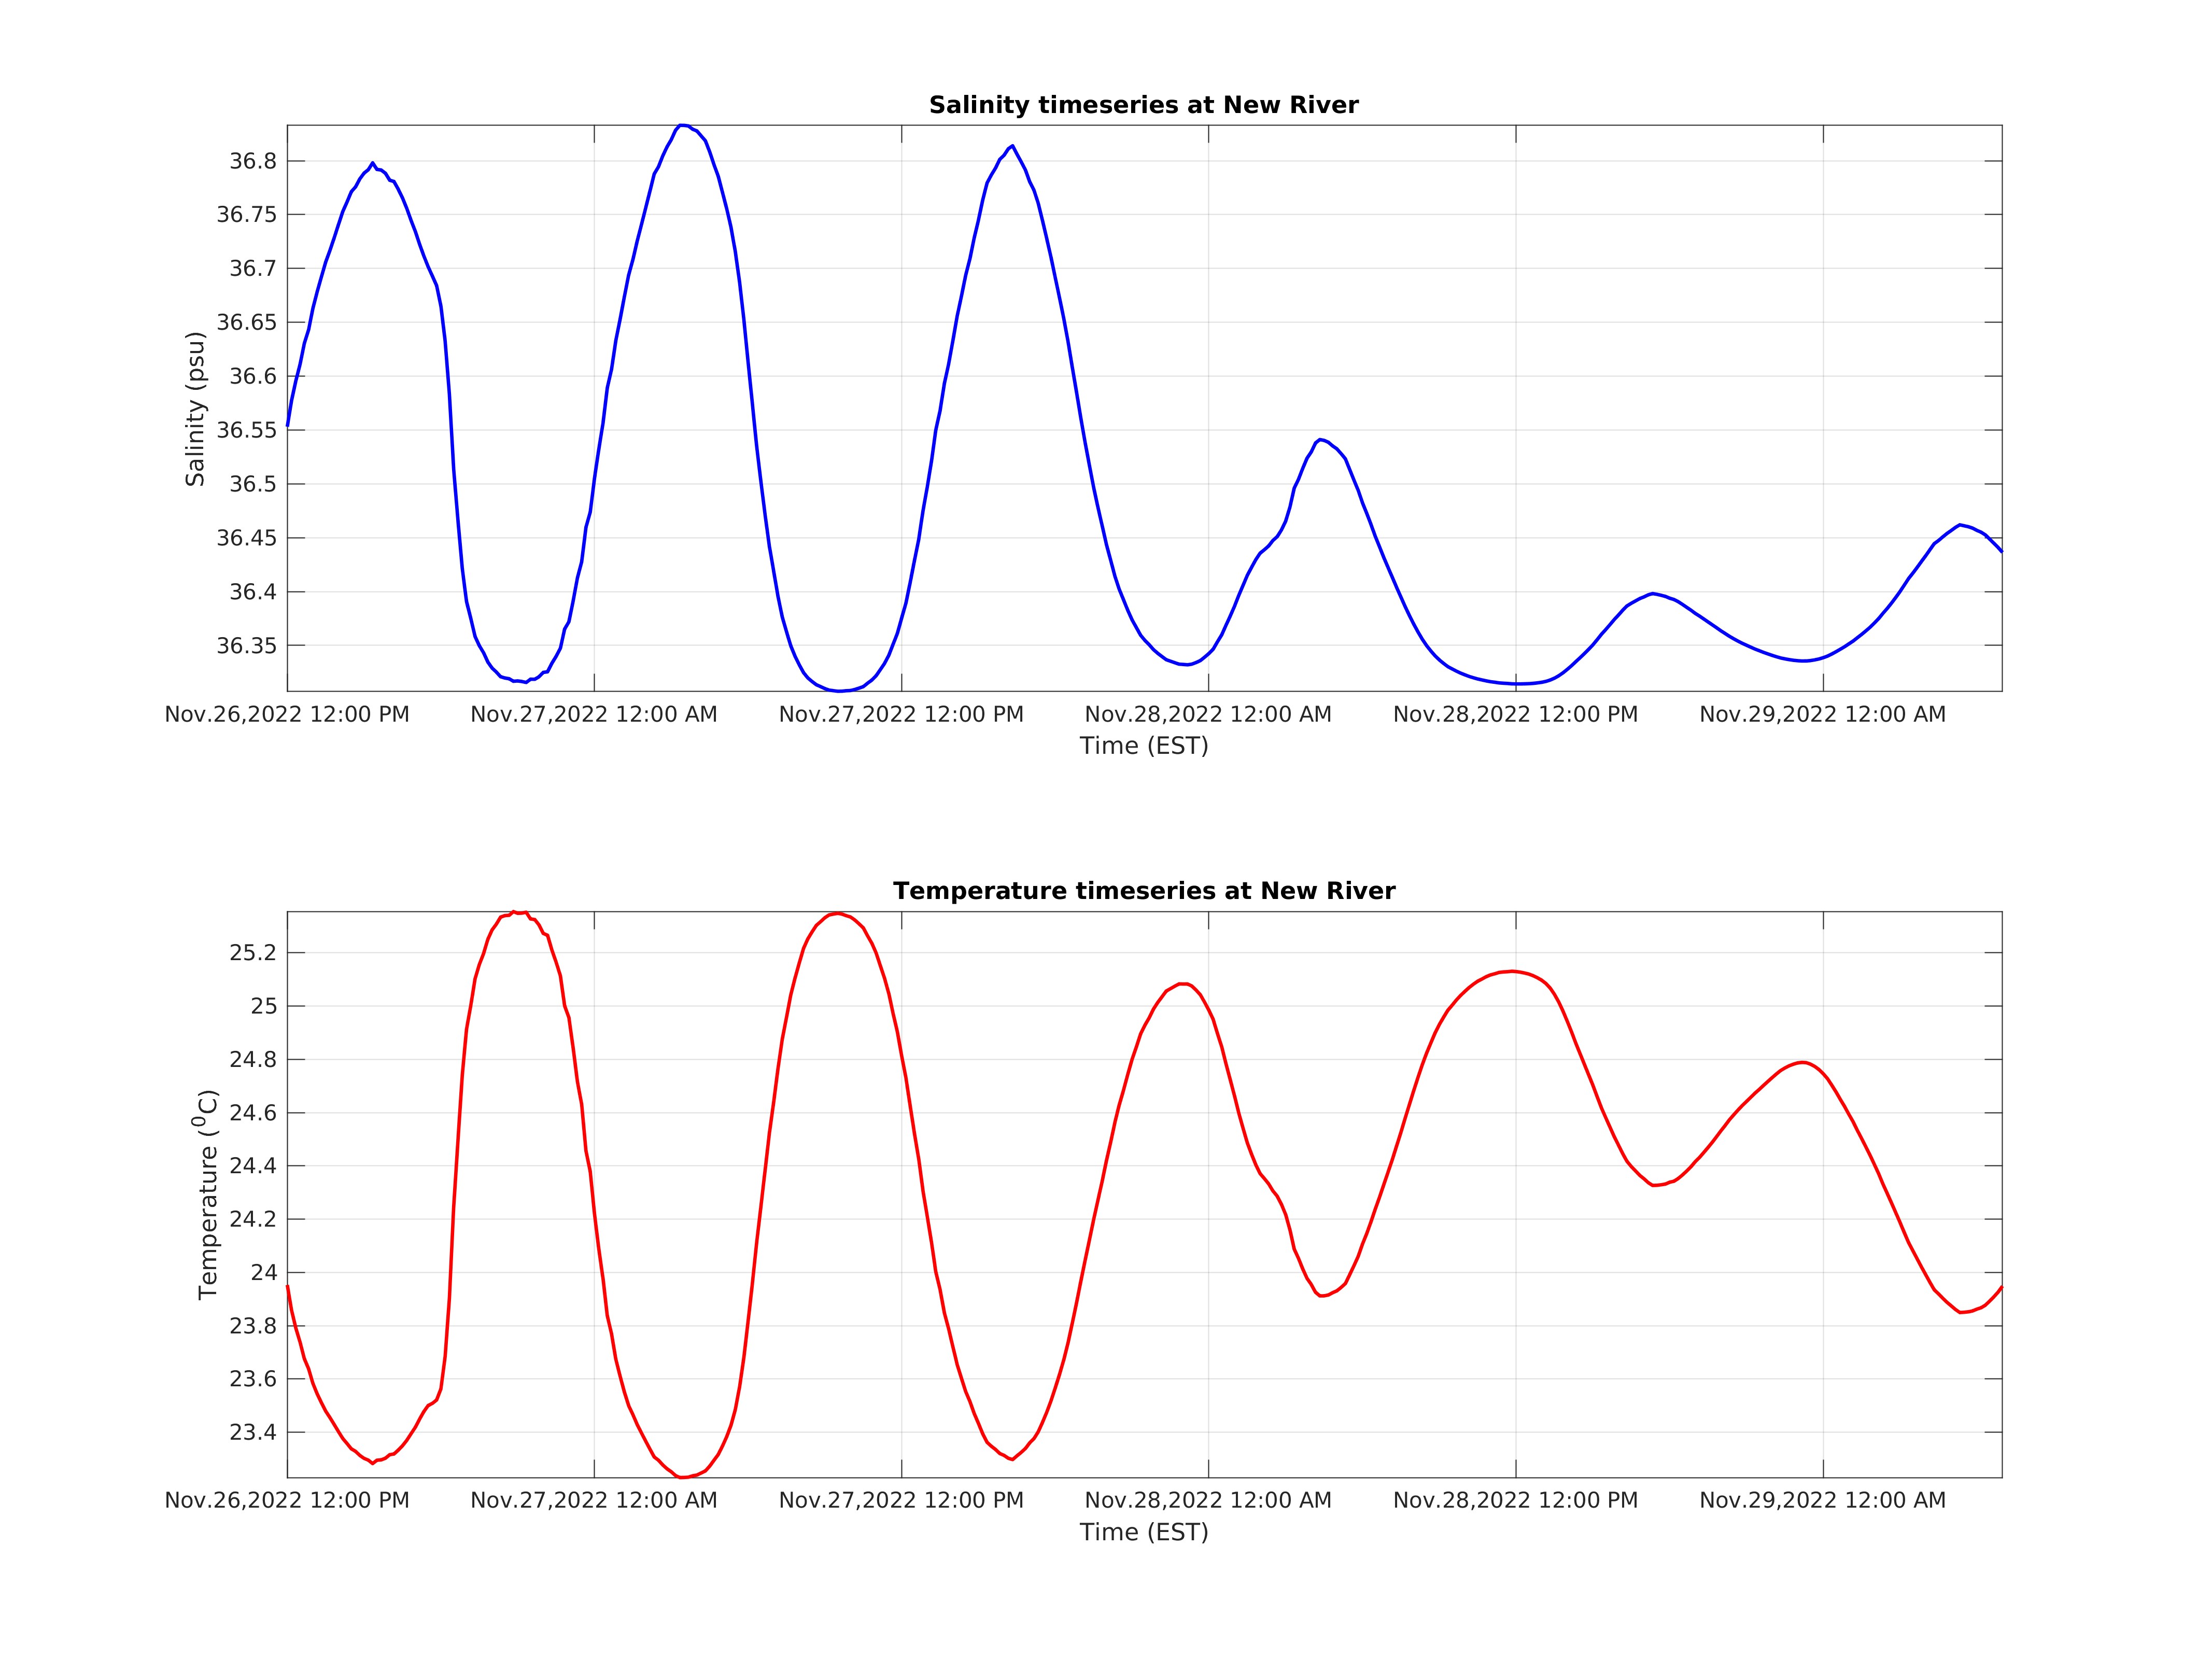 Salinity timeseries at New River
36.8
36.75
36.7
36.65
36.6
36.55
36.5
36.45
36.4
36.35
Salinity (psu)
Nov.26,2022 12:00 PM Nov.27,2022 12:00 AM Nov.27,2022 12:00 PM Nov.28,2022 12:00 AM Nov.28,2022 12:00 PM Nov.29,2022 12:00 AM
Time (EST)
Temperature timeseries at New River
25.2
25
24.8
24.6
24.4
24.2
24
23.8
23.6
23.4
Temperature (⁰C)
Nov.26,2022 12:00 PM Nov.27,2022 12:00 AM Nov.27,2022 12:00 PM Nov.28,2022 12:00 AM Nov.28,2022 12:00 PM Nov.29,2022 12:00 AM
Time (EST)